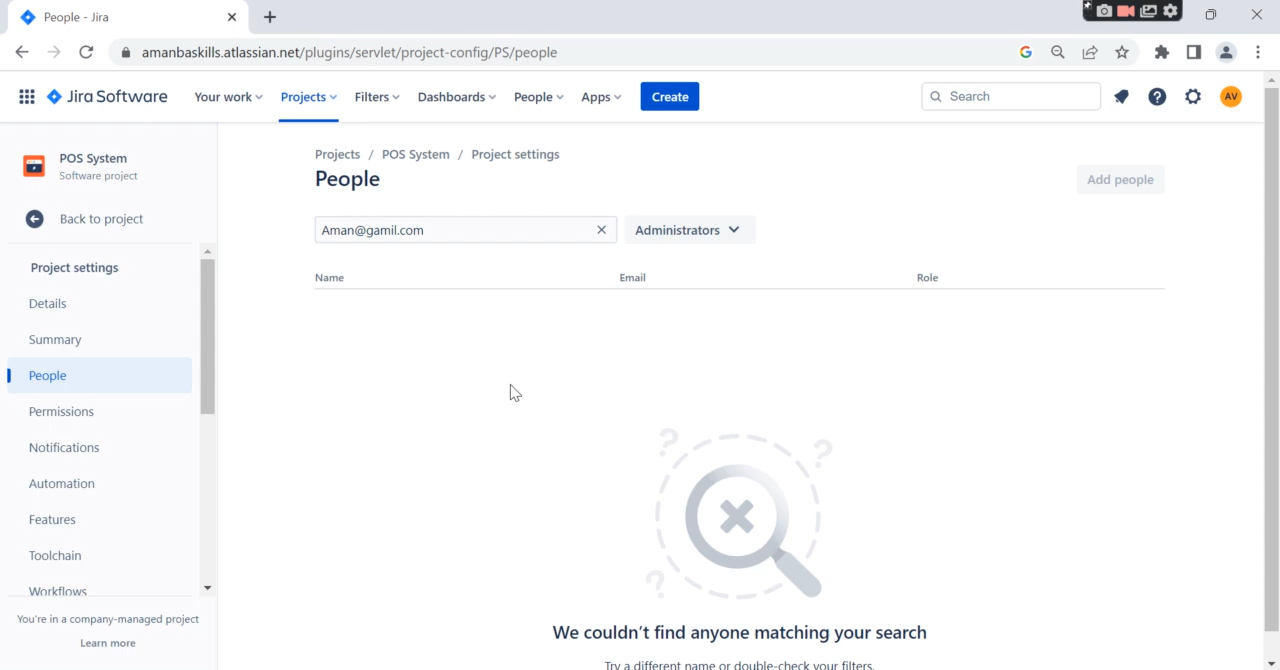 People - Jira
amanbaskills.atlassian.net/plugins/servlet/project-config/PS/people
Jira Software
Your work
Projects
Filters
Dashboards
People
Apps
Create
Search
AV
POS System
Software project
Back to project
Project settings
Details
Summary
People
Permissions
Notifications
Automation
Features
Toolchain
Workflows
You're in a company-managed project
Learn more
Projects / POS System / Project settings
People
Add people
Aman@gamil.com
Administrators
Name Email Role
We couldn't find anyone matching your search
Try a different name or double-check your filters.